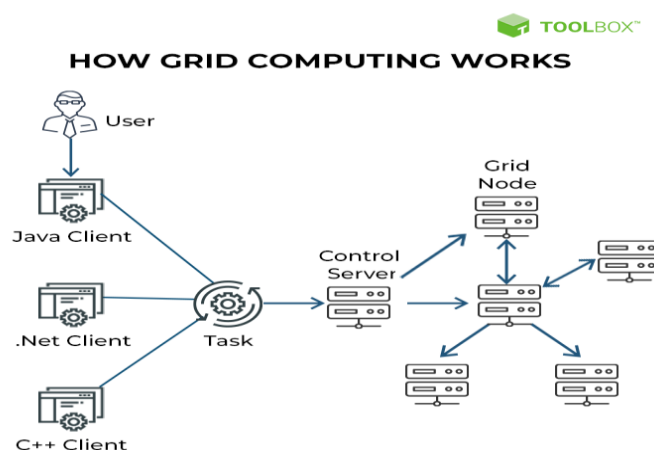 TOOLBOX™
HOW GRID COMPUTING WORKS
User
Grid
Node
Java Client
Control
Server
.Net Client
Task
C++ Client